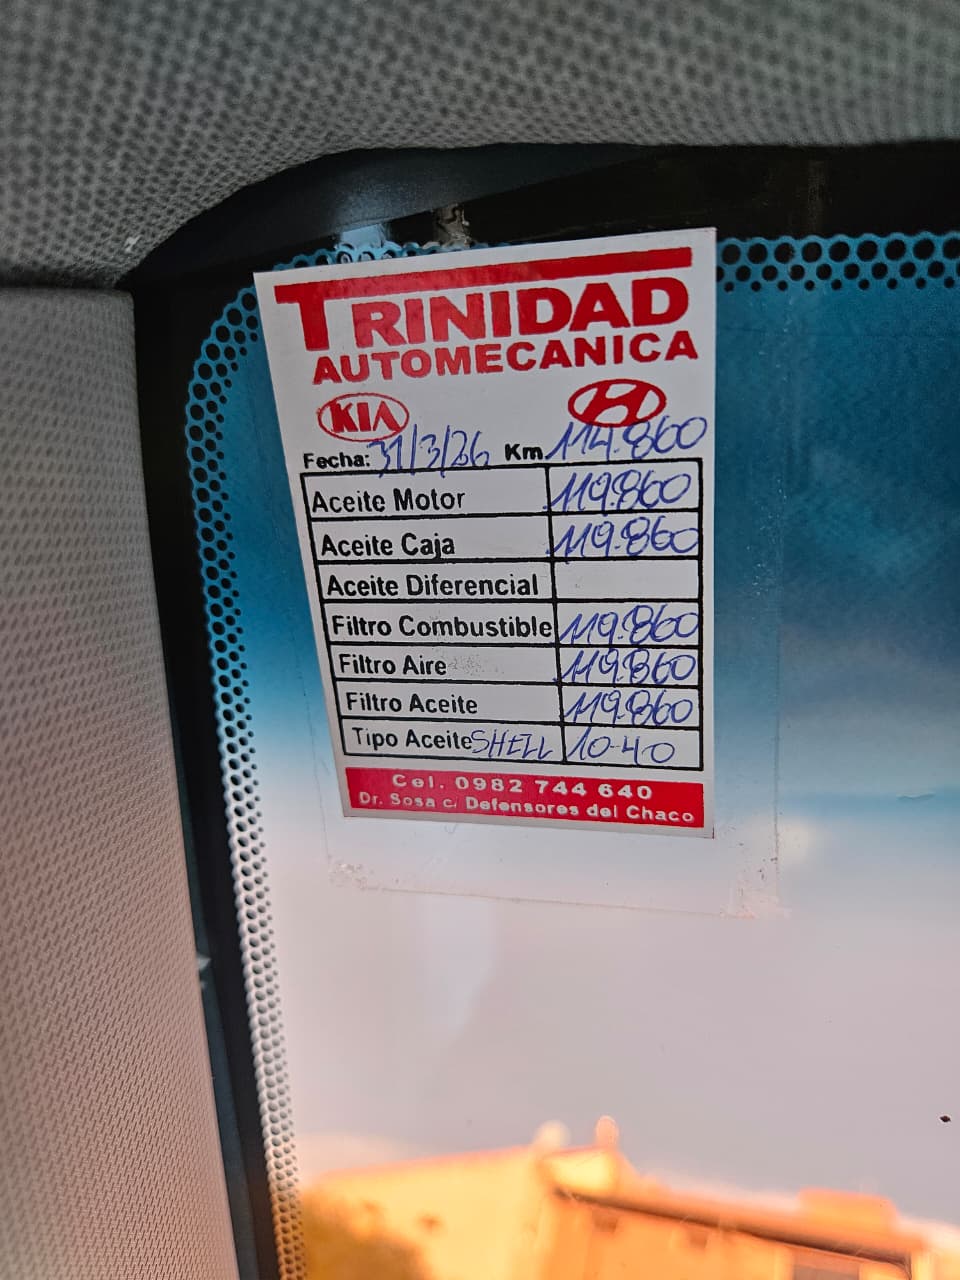 TRINIDAD
AUTOMECANICA
KIA
Fecha: 31/3/26 Km. 114.860
Aceite Motor 119.860
Aceite Caja 119.860
Aceite Diferencial
Filtro Combustible 119.860
Filtro Aire 119.860
Filtro Aceite 119.860
Tipo Aceite SHELL 10-40
Cel. 0982 744 640
Dr. Sosa c/ Defensores del Chaco